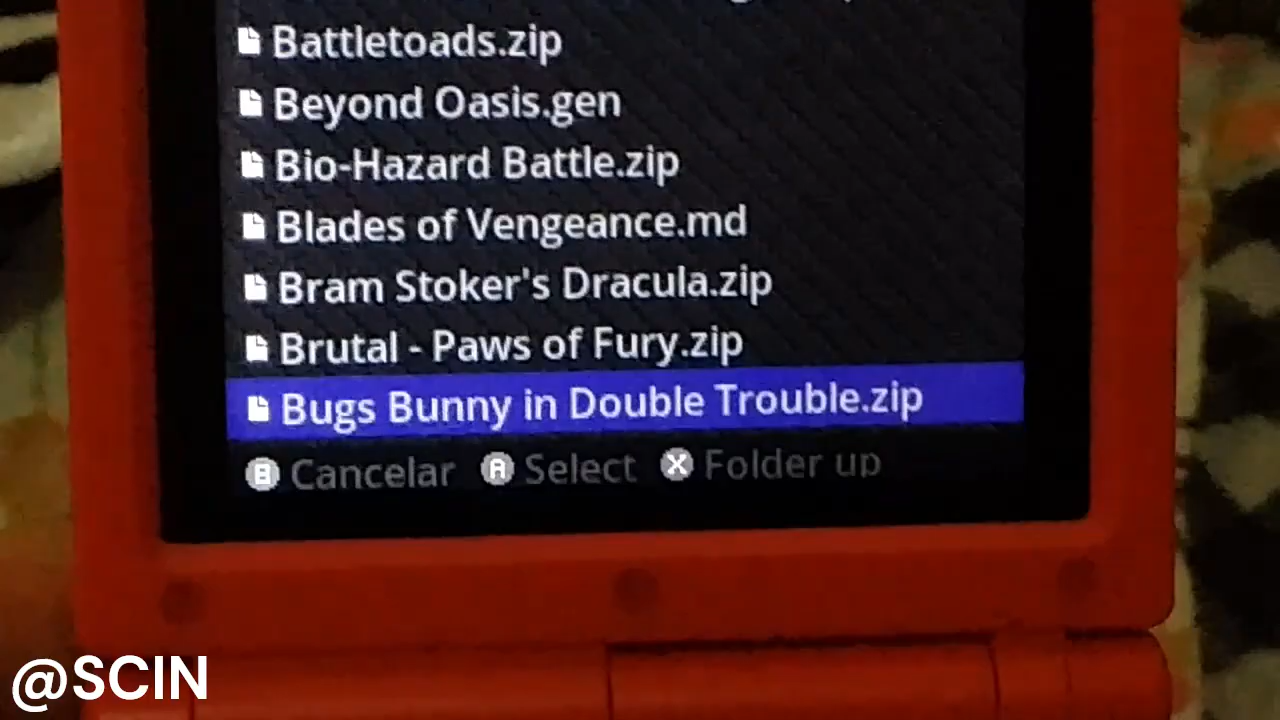 Battletoads.zip
Beyond Oasis.gen
Bio-Hazard Battle.zip
Blades of Vengeance.md
Bram Stoker's Dracula.zip
Brutal - Paws of Fury.zip
Bugs Bunny in Double Trouble.zip
B Cancelar A Select X Folder up
@SCIN